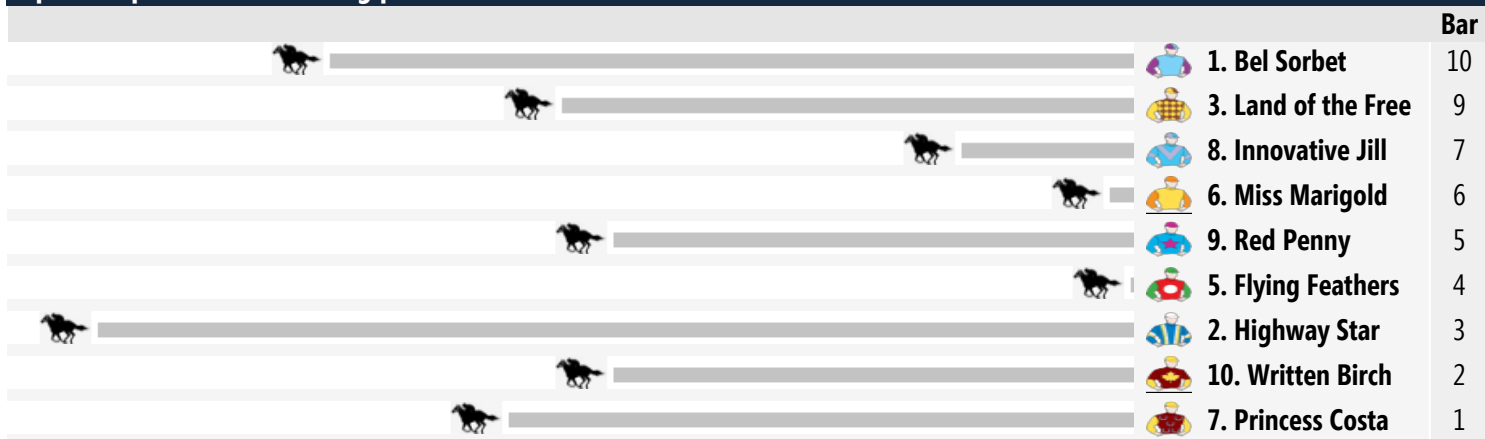 Bar
1. Bel Sorbet 10
3. Land of the Free 9
8. Innovative Jill 7
6. Miss Marigold 6
9. Red Penny 5
5. Flying Feathers 4
2. Highway Star 3
10. Written Birch 2
7. Princess Costa 1